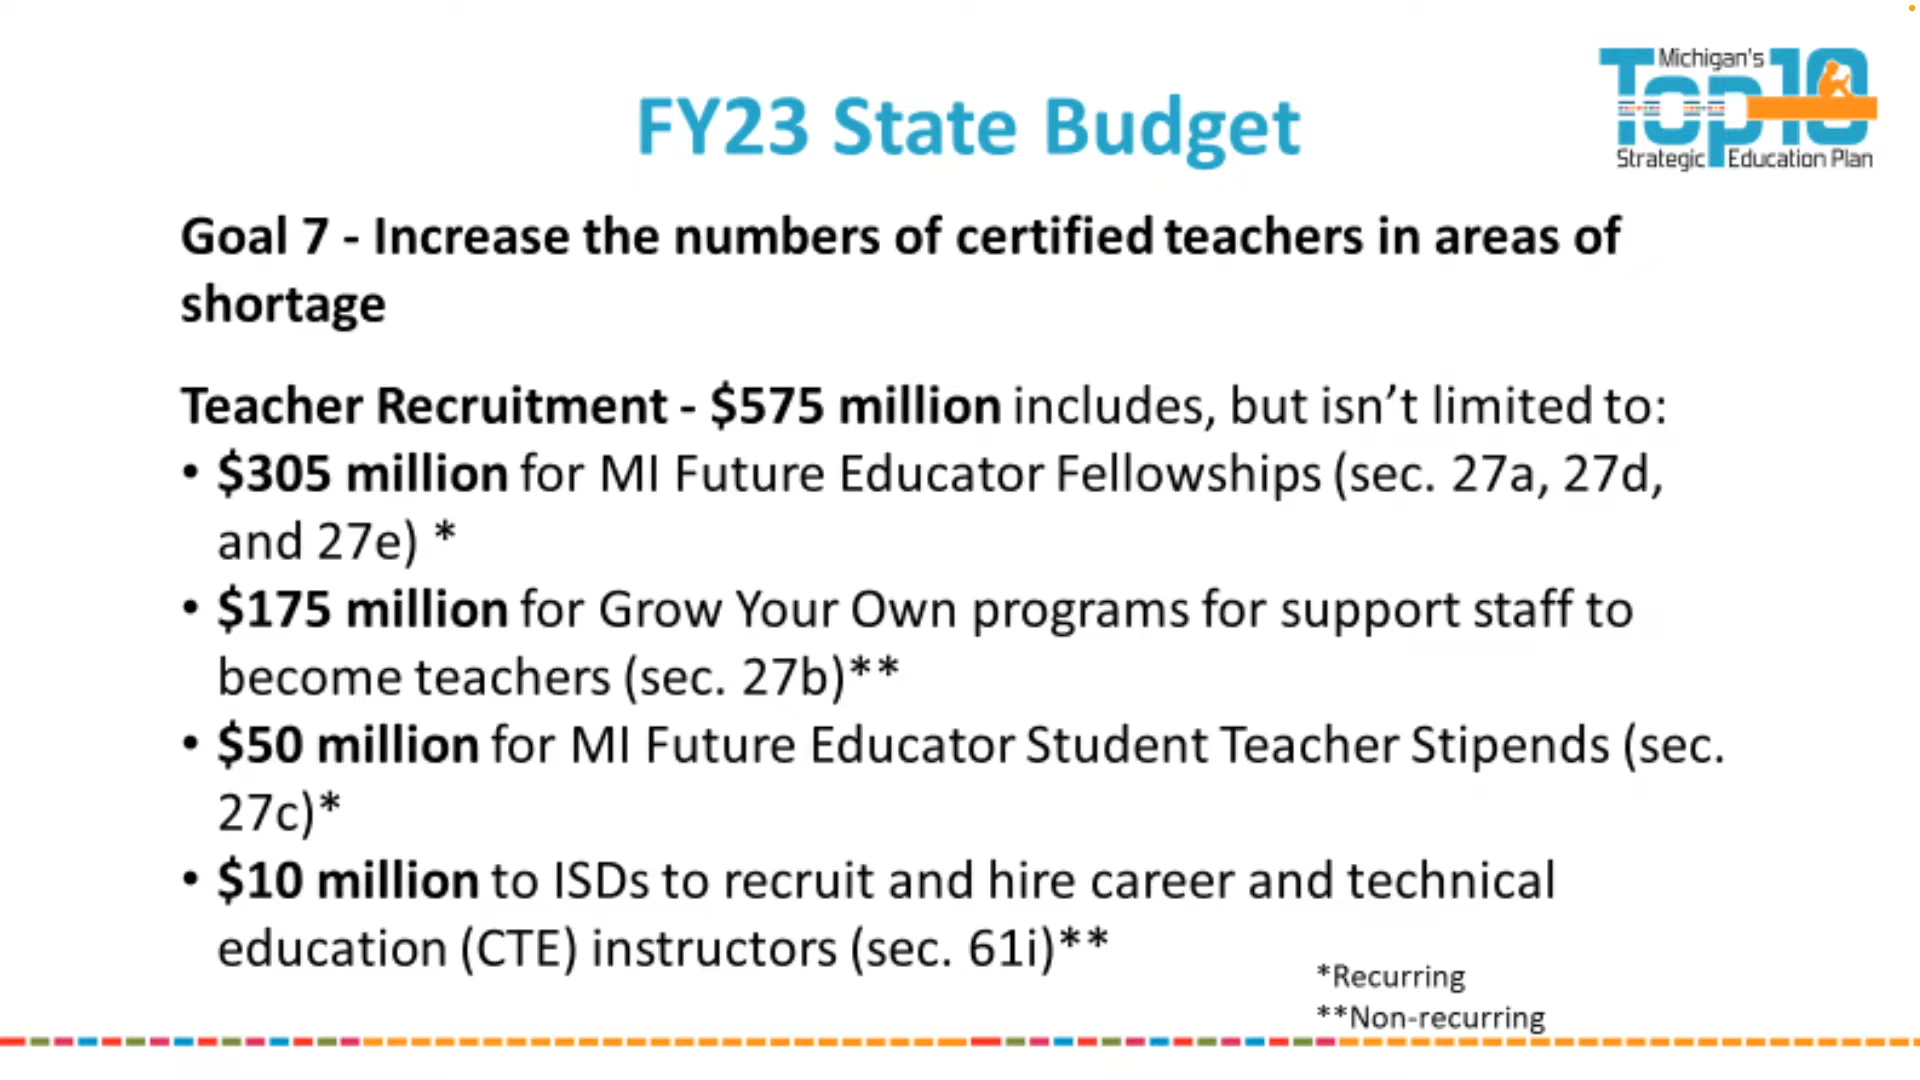 Michigan's
Top10
Strategic Education Plan
FY23 State Budget
Goal 7 - Increase the numbers of certified teachers in areas of
shortage
Teacher Recruitment - $575 million includes, but isn’t limited to:
• $305 million for MI Future Educator Fellowships (sec. 27a, 27d,
and 27e) *
• $175 million for Grow Your Own programs for support staff to
become teachers (sec. 27b)**
• $50 million for MI Future Educator Student Teacher Stipends (sec.
27c)*
• $10 million to ISDs to recruit and hire career and technical
education (CTE) instructors (sec. 61i)**
*Recurring
**Non-recurring